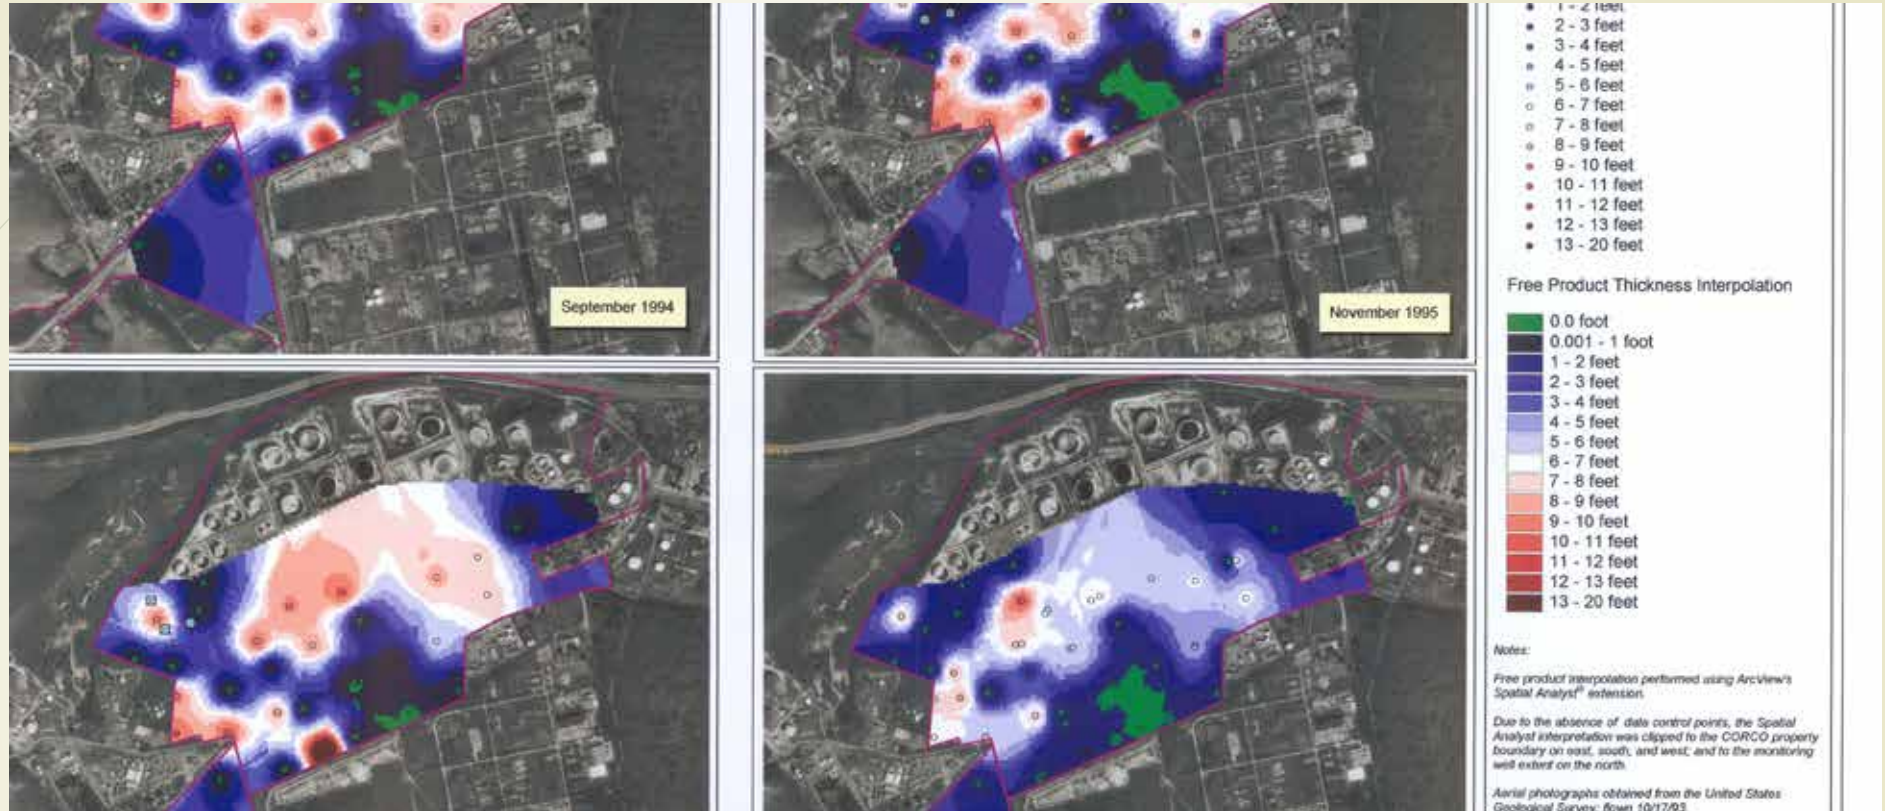 1 - 2 feet
2 - 3 feet
3 - 4 feet
4 - 5 feet
5 - 6 feet
6 - 7 feet
7 - 8 feet
8 - 9 feet
9 - 10 feet
10 - 11 feet
11 - 12 feet
12 - 13 feet
13 - 20 feet
September 1994
November 1995
Free Product Thickness Interpolation
0.0 foot
0.001 - 1 foot
1 - 2 feet
2 - 3 feet
3 - 4 feet
4 - 5 feet
5 - 6 feet
6 - 7 feet
7 - 8 feet
8 - 9 feet
9 - 10 feet
10 - 11 feet
11 - 12 feet
12 - 13 feet
13 - 20 feet
Notes:
Free product interpolation performed using ArcView's
Spatial Analyst® extension.
Due to the absence of data control points, the Spatial
Analyst interpretation was clipped to the CORCO property
boundary on east, south, and west; and to the monitoring
well extent on the north.
Aerial photographs obtained from the United States
Geological Survey; flown 10/17/93.